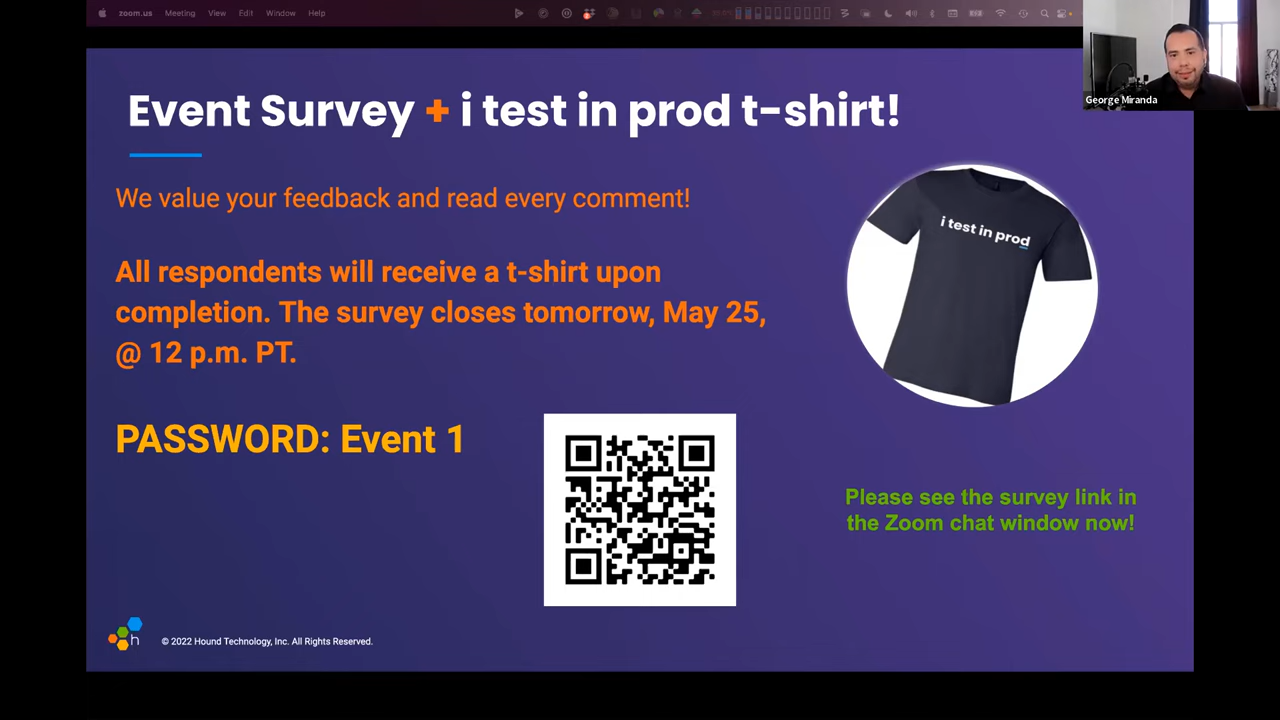 zoom.us Meeting View Edit Window Help
George Miranda
Event Survey + i test in prod t-shirt!
We value your feedback and read every comment!
i test in prod
All respondents will receive a t-shirt upon
completion. The survey closes tomorrow, May 25,
@ 12 p.m. PT.
PASSWORD: Event 1
Please see the survey link in
the Zoom chat window now!
h
© 2022 Hound Technology, Inc. All Rights Reserved.